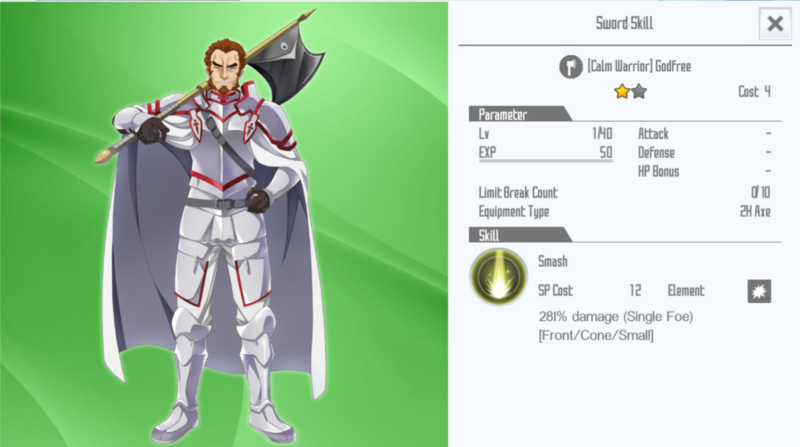 Sword Skill
[Calm Warrior] Godfree
Cost 4
Parameter
Lv 1/40 Attack -
EXP 50 Defense -
HP Bonus -
Limit Break Count 0/10
Equipment Type 2H Axe
Skill
Smash
SP Cost 12 Element
281% damage (Single Foe)
[Front/Cone/Small]